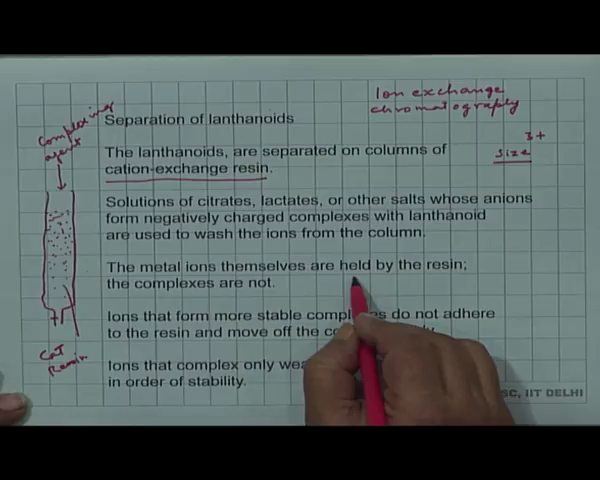 Ion exchange
chromatography
Complexing
agent
Separation of lanthanoids
3+
size
The lanthanoids, are separated on columns of
cation-exchange resin.
Solutions of citrates, lactates, or other salts whose anions
form negatively charged complexes with lanthanoid
are used to wash the ions from the column.
The metal ions themselves are held by the resin;
the complexes are not.
Ions that form more stable complexes do not adhere
to the resin and move off the
Cat
Ions that complex only
in order of stability.
SC, IIT DELHI